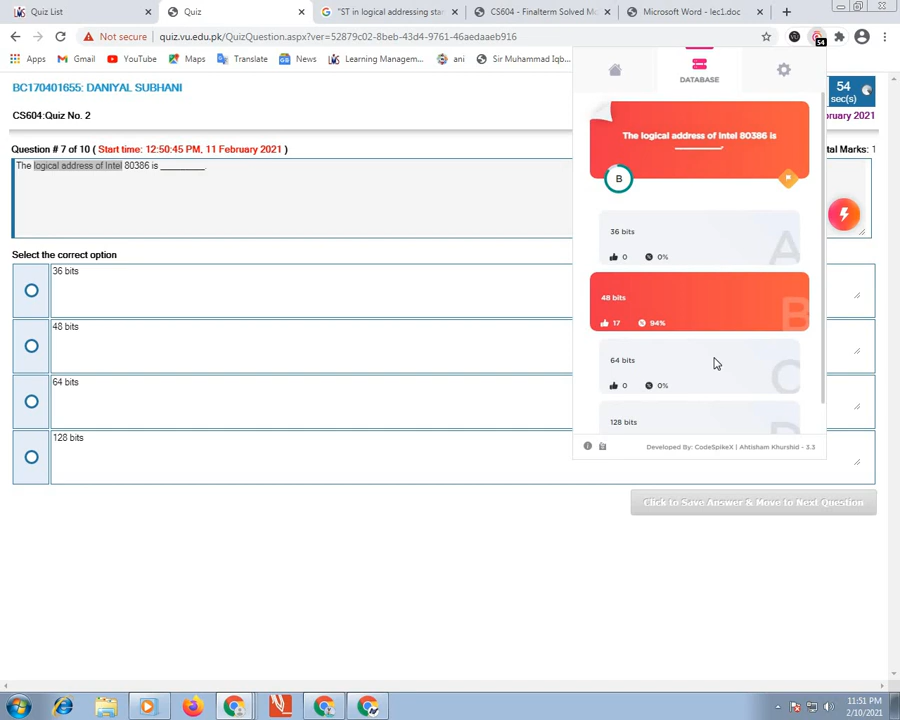 Quiz List
Quiz
"ST in logical addressing star
CS604 - Finalterm Solved Mc
Microsoft Word - lec1.doc
Not secure
quiz.vu.edu.pk/QuizQuestion.aspx?ver=52879c02-8beb-43d4-9761-46aedaaeb916
54
Apps
Gmail
YouTube
Maps
Translate
News
Learning Managem...
ani
Sir Muhammad Iqb...
DATABASE
BC170401655: DANIYAL SUBHANI
54
sec(s)
CS604:Quiz No. 2
bruary 2021
Question # 7 of 10 ( Start time: 12:50:45 PM, 11 February 2021 )
tal Marks: 1
The logical address of Intel 80386 is _________.
The logical address of Intel 80386 is
_________.
B
Select the correct option
36 bits
48 bits
64 bits
128 bits
36 bits
0 0%
A
48 bits
17 94%
B
64 bits
0 0%
C
128 bits
Developed By: CodeSpikeX | Ahtisham Khurshid - 3.3
Click to Save Answer & Move to Next Question
11:51 PM
2/10/2021